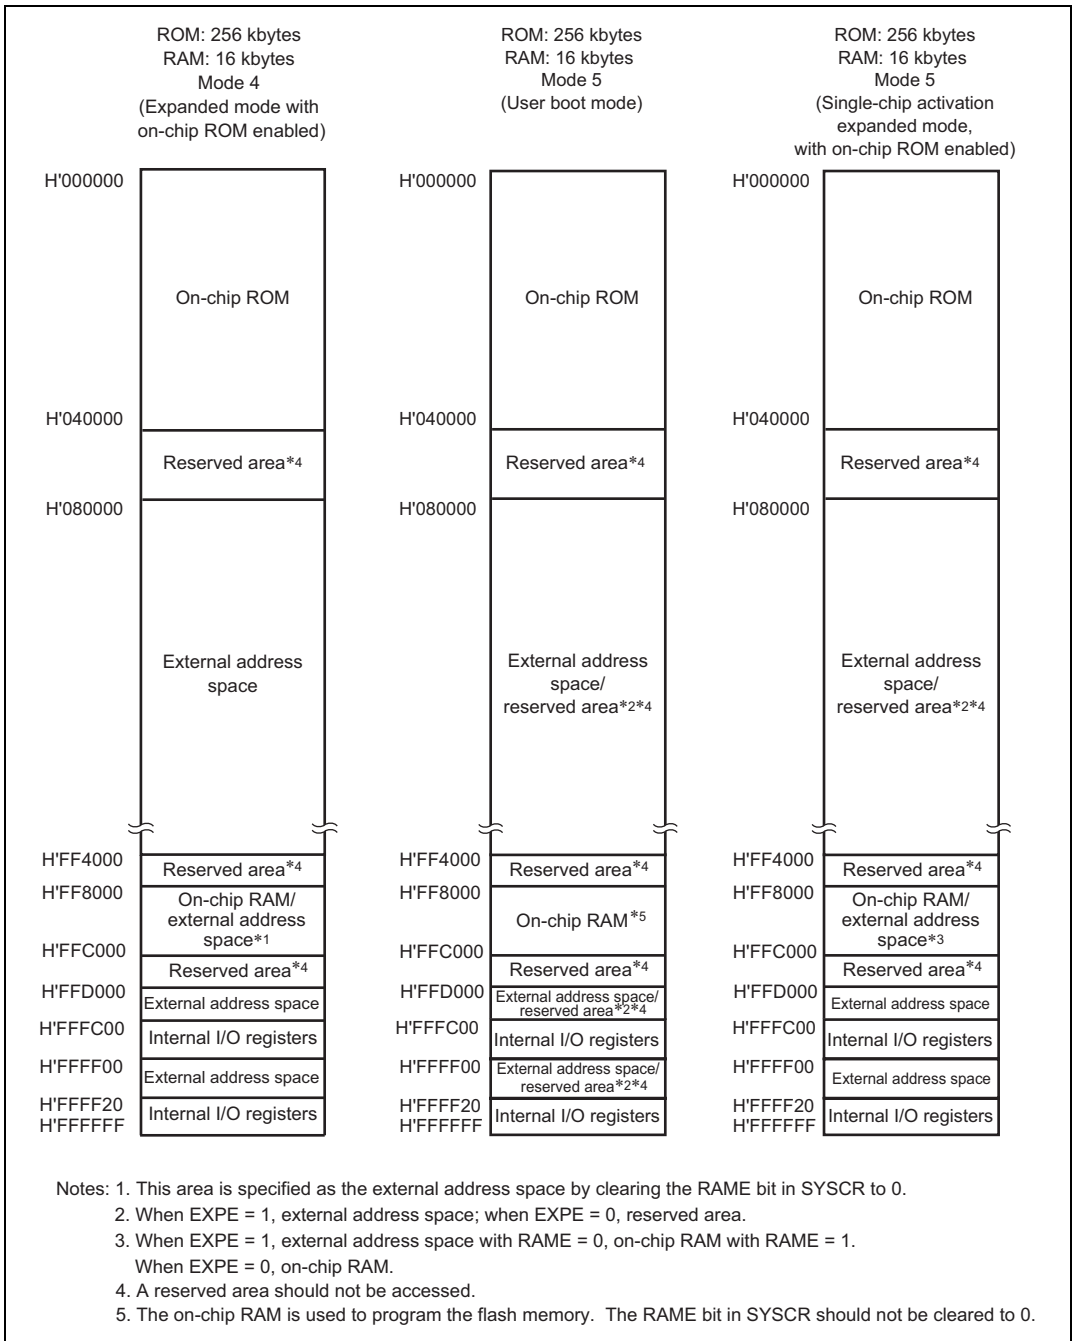 ROM: 256 kbytes
RAM: 16 kbytes
Mode 4
(Expanded mode with
on-chip ROM enabled)
H'000000
On-chip ROM
H'040000
Reserved area*4
H'080000
External address
space
H'FF4000
Reserved area*4
H'FF8000
On-chip RAM/
external address
space*1
H'FFC000
Reserved area*4
H'FFD000
External address space
H'FFFC00
Internal I/O registers
H'FFFF00
External address space
H'FFFF20
Internal I/O registers
H'FFFFFF
ROM: 256 kbytes
RAM: 16 kbytes
Mode 5
(User boot mode)
H'000000
On-chip ROM
H'040000
Reserved area*4
H'080000
External address
space/
reserved area*2*4
H'FF4000
Reserved area*4
H'FF8000
On-chip RAM*5
H'FFC000
Reserved area*4
H'FFD000
External address space/
reserved area*2*4
H'FFFC00
Internal I/O registers
H'FFFF00
External address space/
reserved area*2*4
H'FFFF20
Internal I/O registers
H'FFFFFF
ROM: 256 kbytes
RAM: 16 kbytes
Mode 5
(Single-chip activation
expanded mode,
with on-chip ROM enabled)
H'000000
On-chip ROM
H'040000
Reserved area*4
H'080000
External address
space/
reserved area*2*4
H'FF4000
Reserved area*4
H'FF8000
On-chip RAM/
external address
space*3
H'FFC000
Reserved area*4
H'FFD000
External address space
H'FFFC00
Internal I/O registers
H'FFFF00
External address space
H'FFFF20
Internal I/O registers
H'FFFFFF
Notes: 1. This area is specified as the external address space by clearing the RAME bit in SYSCR to 0.
2. When EXPE = 1, external address space; when EXPE = 0, reserved area.
3. When EXPE = 1, external address space with RAME = 0, on-chip RAM with RAME = 1.
When EXPE = 0, on-chip RAM.
4. A reserved area should not be accessed.
5. The on-chip RAM is used to program the flash memory. The RAME bit in SYSCR should not be cleared to 0.